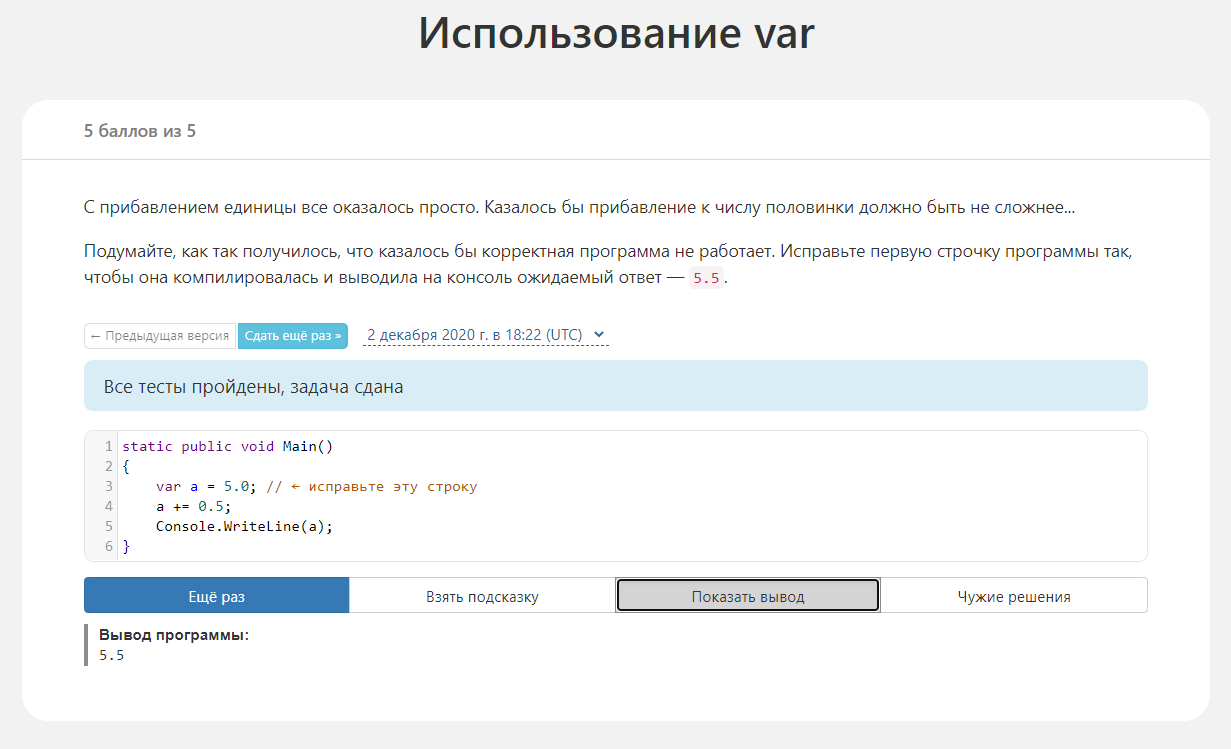 Использование var
5 баллов из 5
С прибавлением единицы все оказалось просто. Казалось бы прибавление к числу половинки должно быть не сложнее...
Подумайте, как так получилось, что казалось бы корректная программа не работает. Исправьте первую строчку программы так,
чтобы она компилировалась и выводила на консоль ожидаемый ответ — 5.5.
← Предыдущая версия Сдать ещё раз » 2 декабря 2020 г. в 18:22 (UTC)
Все тесты пройдены, задача сдана
1 static public void Main()
2 {
3 var a = 5.0; // ← исправьте эту строку
4 a += 0.5;
5 Console.WriteLine(a);
6 }
Ещё раз Взять подсказку Показать вывод Чужие решения
Вывод программы:
5.5